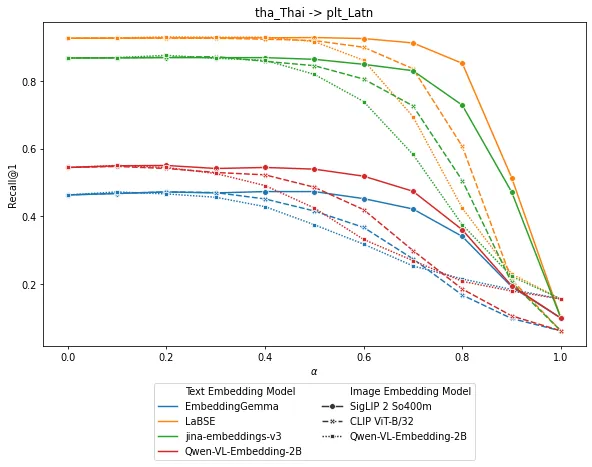 tha_Thai -> plt_Latn
Recall@1
0.8
0.6
0.4
0.2
0.0 0.2 0.4 0.6 0.8 1.0
α
Text Embedding Model Image Embedding Model
EmbeddingGemma SigLIP 2 So400m
LaBSE CLIP ViT-B/32
jina-embeddings-v3 Qwen-VL-Embedding-2B
Qwen-VL-Embedding-2B